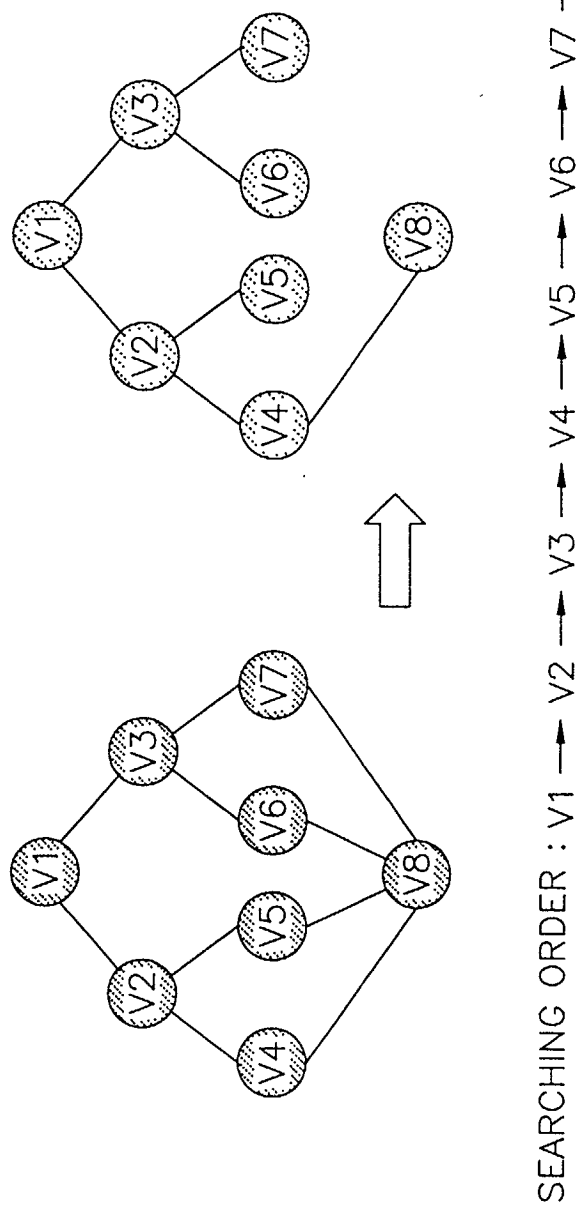 V1
V2 V3
V4 V5 V6 V7
V8
V1
V2 V3
V4 V5 V6 V7
V8
SEARCHING ORDER : V1 → V2 → V3 → V4 → V5 → V6 → V7 -